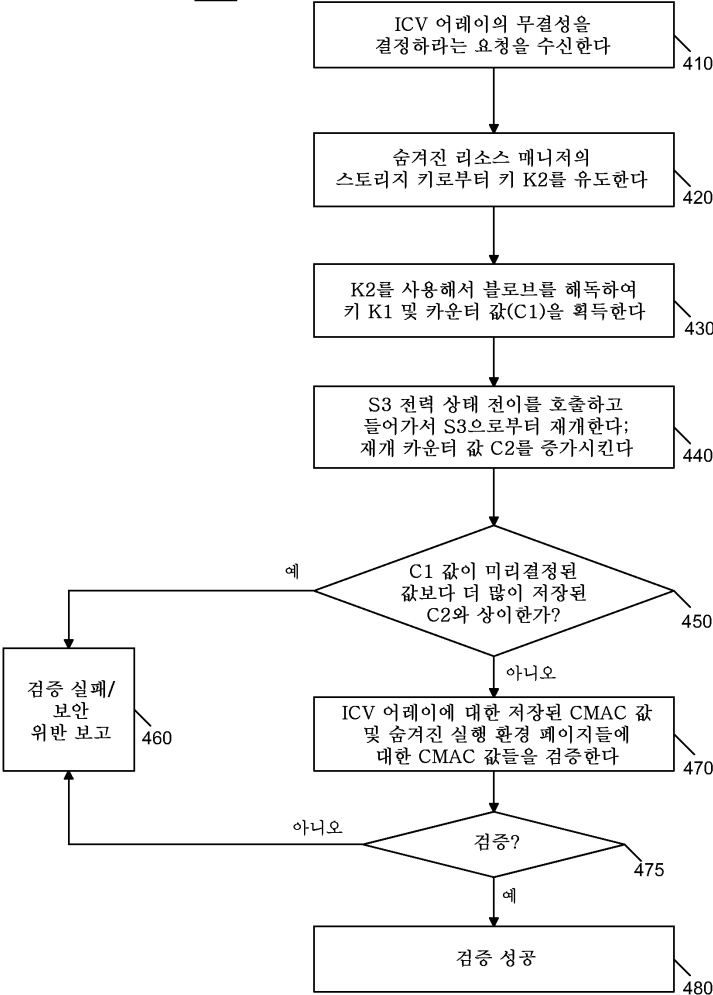 ICV 어레이의 무결성을
결정하라는 요청을 수신한다
410
숨겨진 리소스 매니저의
스토리지 키로부터 키 K2를 유도한다
420
K2를 사용해서 블로브를 해독하여
키 K1 및 카운터 값(C1)을 획득한다
430
S3 전력 상태 전이를 호출하고
들어가서 S3으로부터 재개한다;
재개 카운터 값 C2를 증가시킨다
440
C1 값이 미리결정된
값보다 더 많이 저장된
C2와 상이한가?
450
예
아니오
검증 실패/
보안
위반 보고
460
ICV 어레이에 대한 저장된 CMAC 값
및 숨겨진 실행 환경 페이지들에
대한 CMAC 값들을 검증한다
470
검증?
475
아니오
예
검증 성공
480